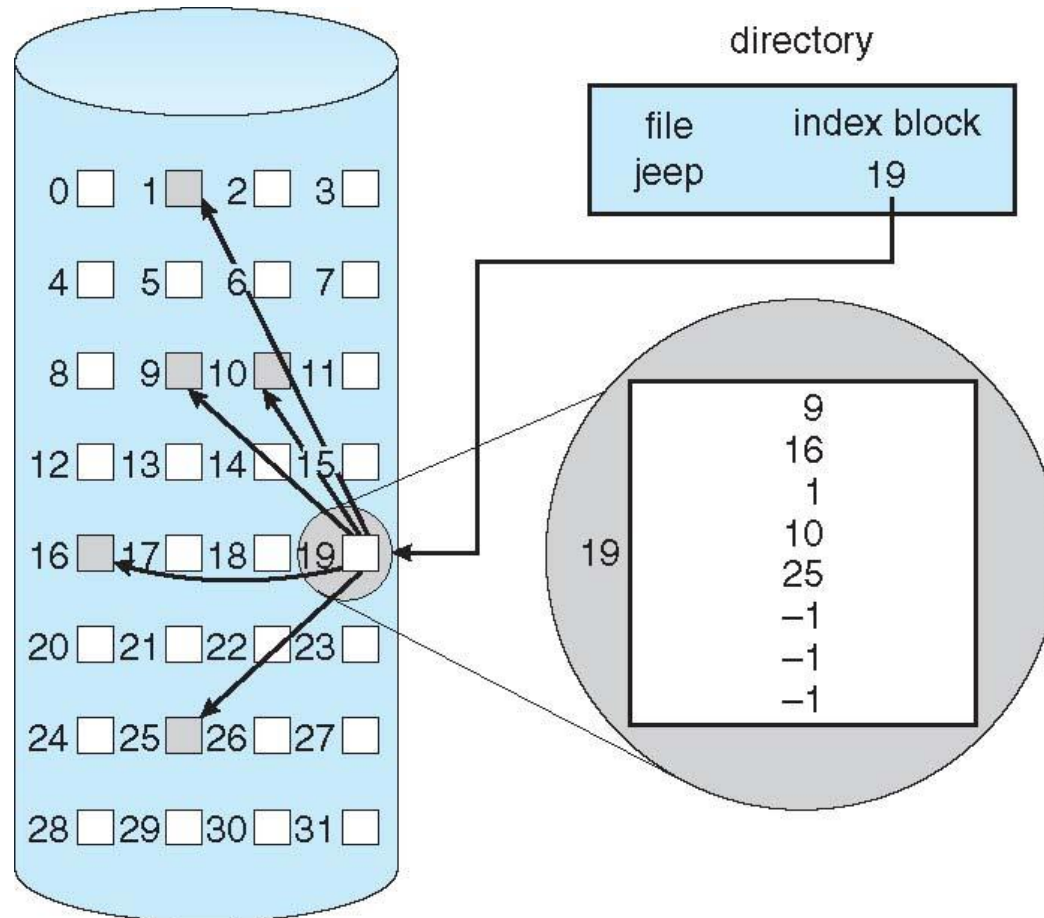 directory
file index block
jeep 19
0 1 2 3
4 5 6 7
8 9 10 11
12 13 14 15
16 17 18 19
20 21 22 23
24 25 26 27
28 29 30 31
9
16
1
10
19
25
–1
–1
–1